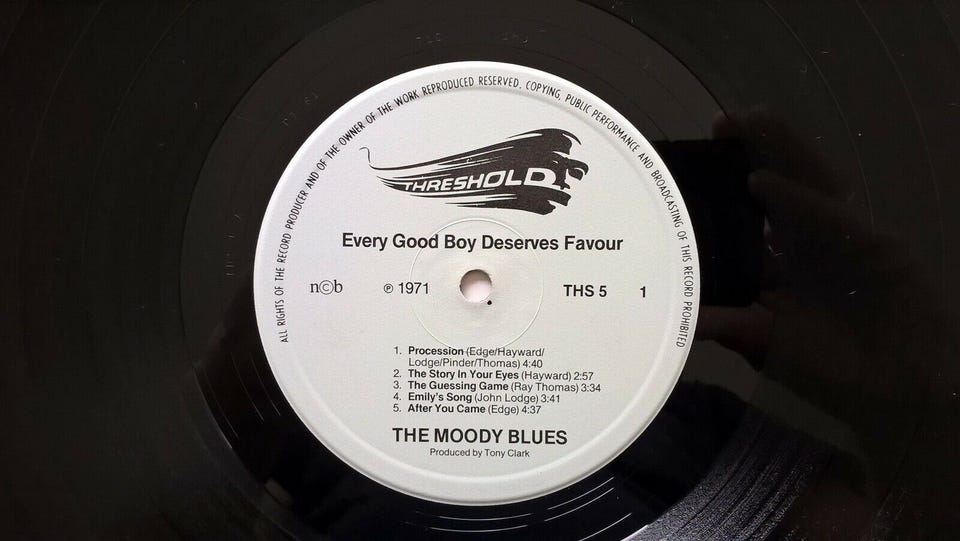 ALL RIGHTS OF THE RECORD PRODUCER AND OF THE OWNER OF THE WORK REPRODUCED RESERVED. COPYING, PUBLIC PERFORMANCE AND BROADCASTING OF THIS RECORD PROHIBITED
THRESHOLD
Every Good Boy Deserves Favour
n©b ℗ 1971 THS 5 1
1. Procession (Edge/Hayward/
Lodge/Pinder/Thomas) 4:40
2. The Story In Your Eyes (Hayward) 2:57
3. The Guessing Game (Ray Thomas) 3:34
4. Emily's Song (John Lodge) 3:41
5. After You Came (Edge) 4:37
THE MOODY BLUES
Produced by Tony Clark